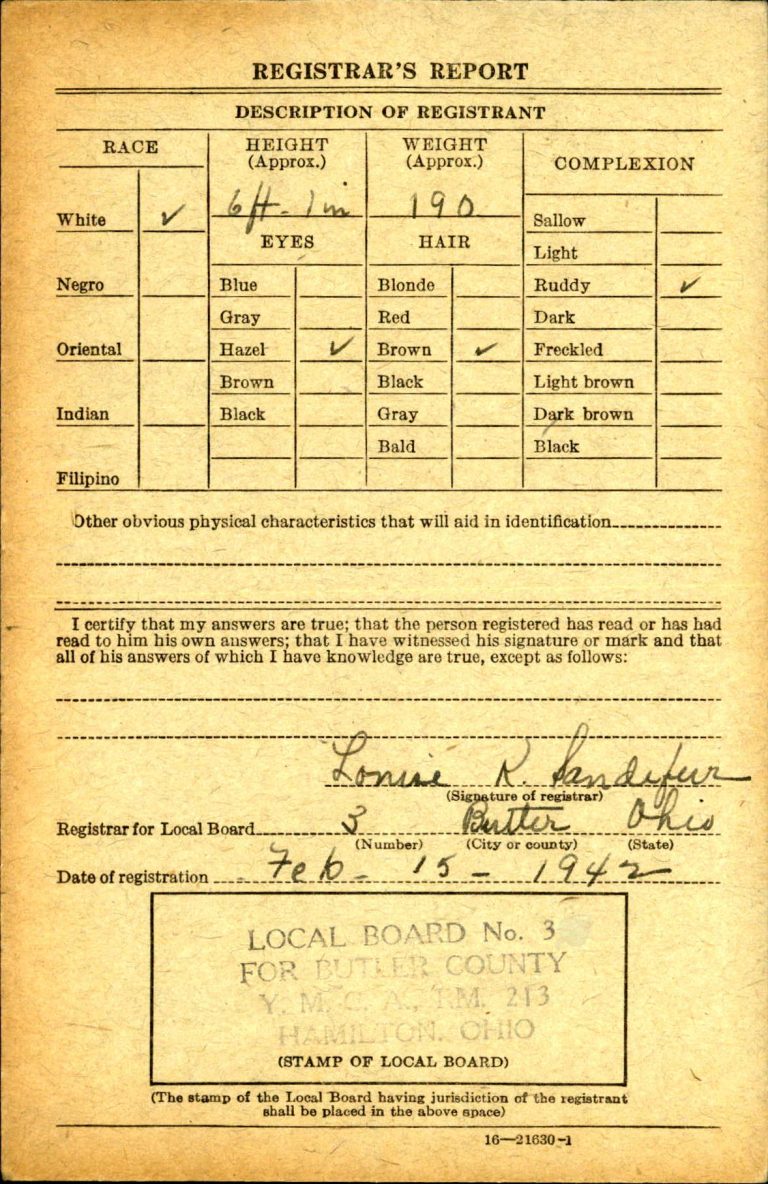 REGISTRAR'S REPORT
DESCRIPTION OF REGISTRANT
RACE
HEIGHT
(Approx.)
WEIGHT
(Approx.)
COMPLEXION
White ✓
6 ft - 1 in
190
Sallow
EYES
HAIR
Light
Negro
Blue
Blonde
Ruddy ✓
Gray
Red
Dark
Oriental
Hazel ✓
Brown ✓
Freckled
Brown
Black
Light brown
Indian
Black
Gray
Dark brown
Bald
Black
Filipino
Other obvious physical characteristics that will aid in identification
I certify that my answers are true; that the person registered has read or has had
read to him his own answers; that I have witnessed his signature or mark and that
all of his answers of which I have knowledge are true, except as follows:
Louise K. Sandefur
(Signature of registrar)
Registrar for Local Board 3 Butler Ohio
(Number) (City or county) (State)
Date of registration Feb - 15 - 1942
LOCAL BOARD No. 3
FOR BUTLER COUNTY
Y. M. C. A., RM. 213
HAMILTON, OHIO
(STAMP OF LOCAL BOARD)
(The stamp of the Local Board having jurisdiction of the registrant
shall be placed in the above space)
16—21630-1